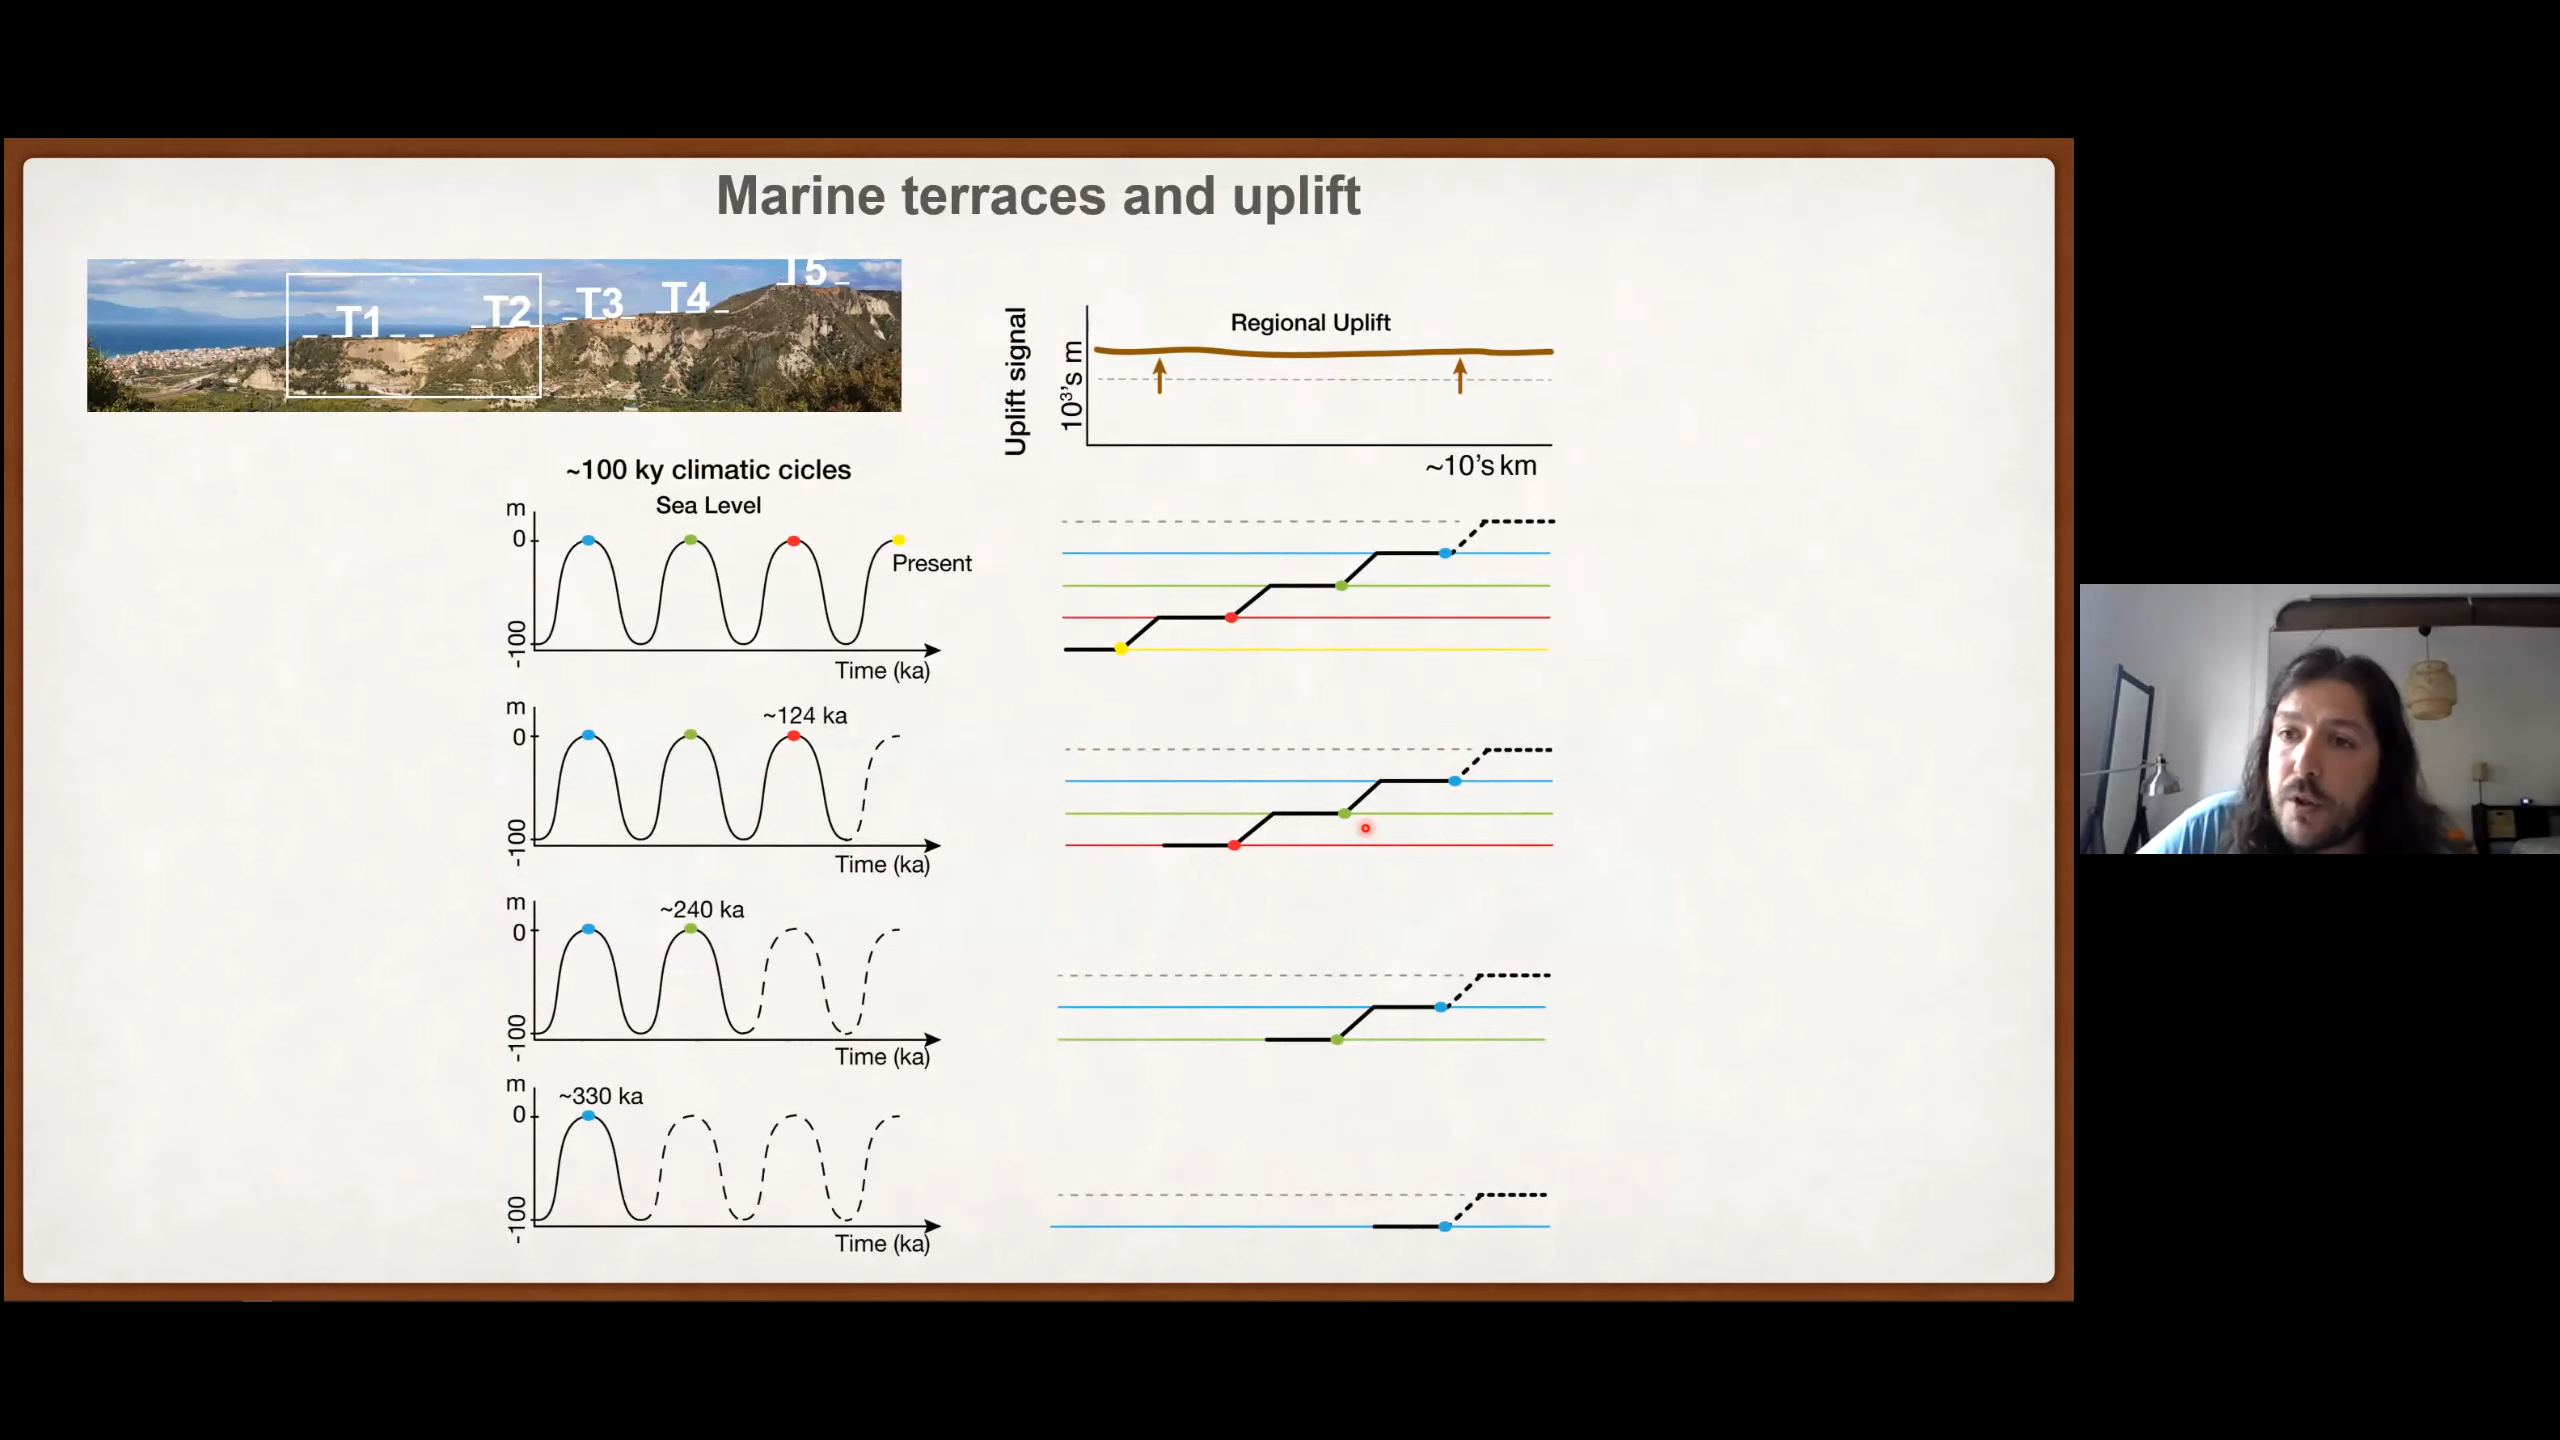 Marine terraces and uplift
T1
T2
T3
T4
T5
Regional Uplift
Uplift signal
10³'s m
~10's km
~100 ky climatic cicles
Sea Level
m
0
-100
Present
Time (ka)
m
0
-100
~124 ka
Time (ka)
m
0
-100
~240 ka
Time (ka)
m
0
-100
~330 ka
Time (ka)